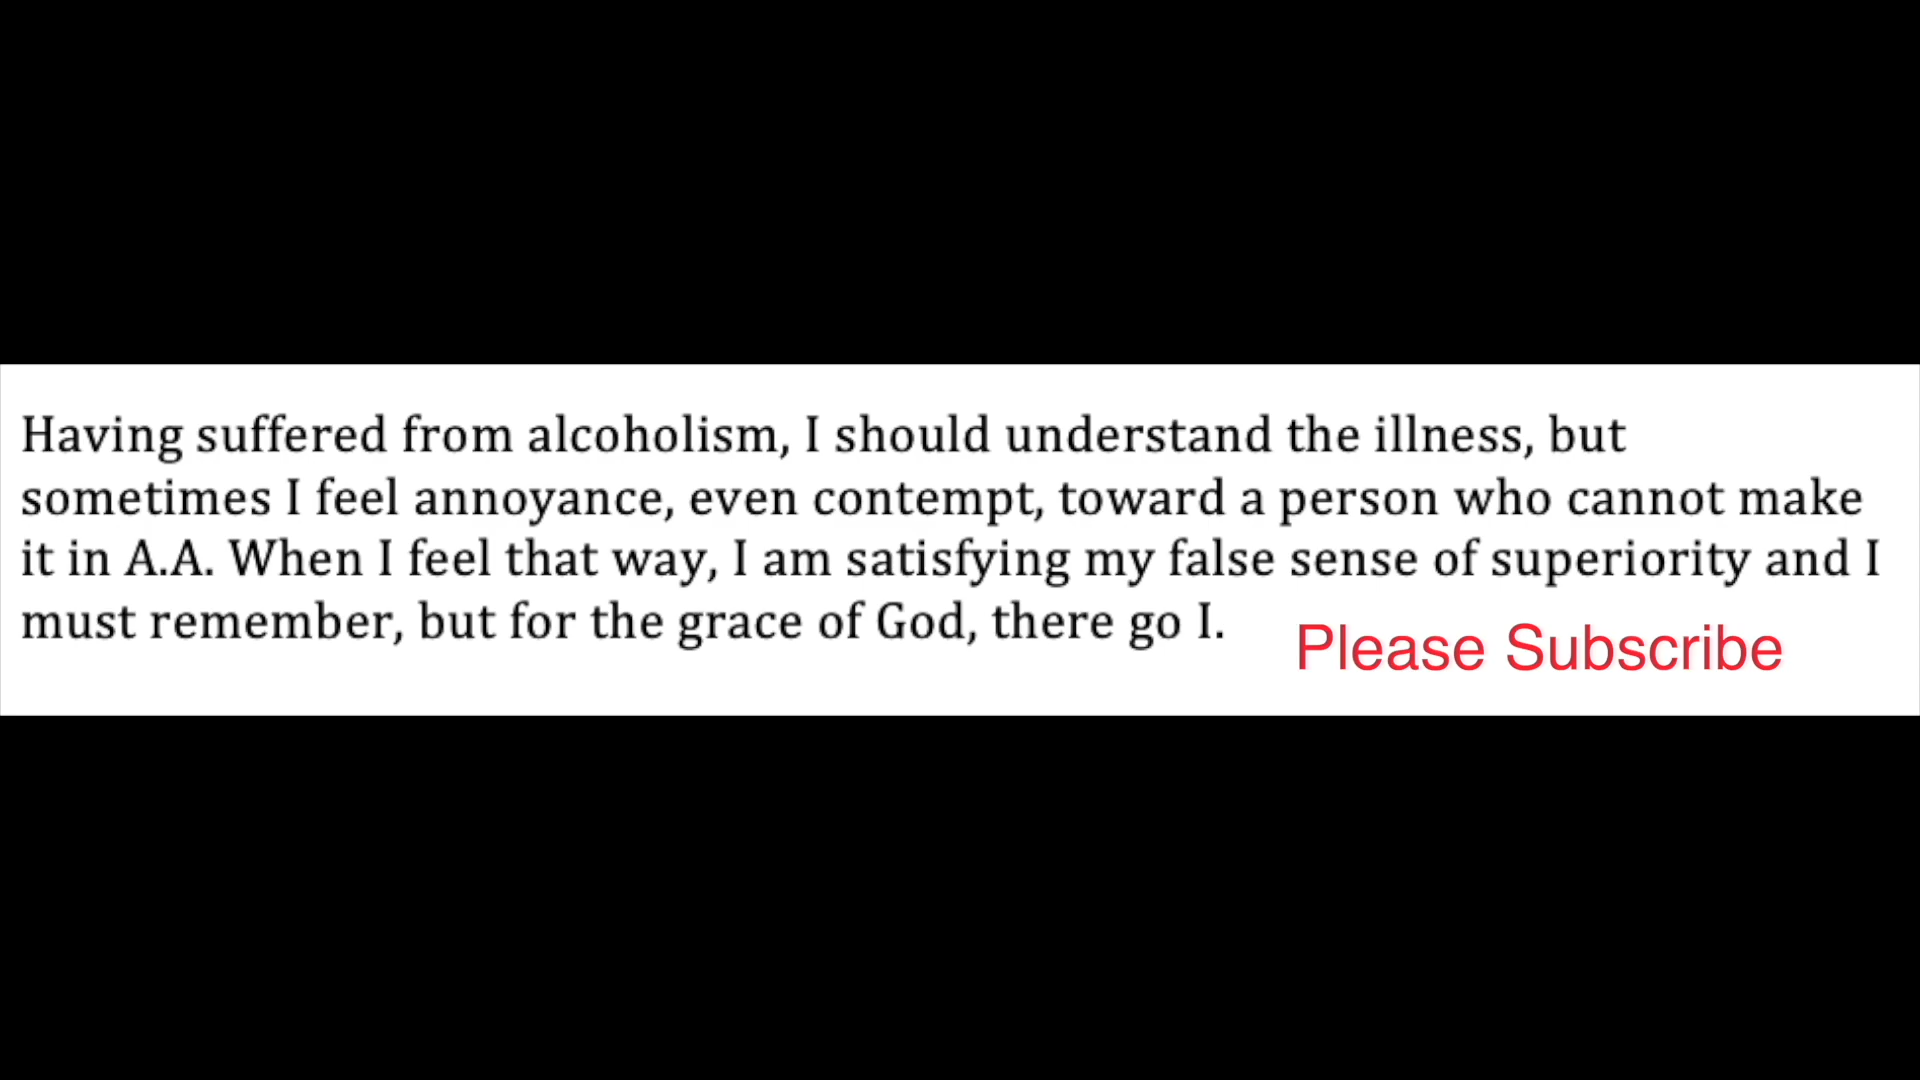 Having suffered from alcoholism, I should understand the illness, but
sometimes I feel annoyance, even contempt, toward a person who cannot make
it in A.A. When I feel that way, I am satisfying my false sense of superiority and I
must remember, but for the grace of God, there go I.
Please Subscribe